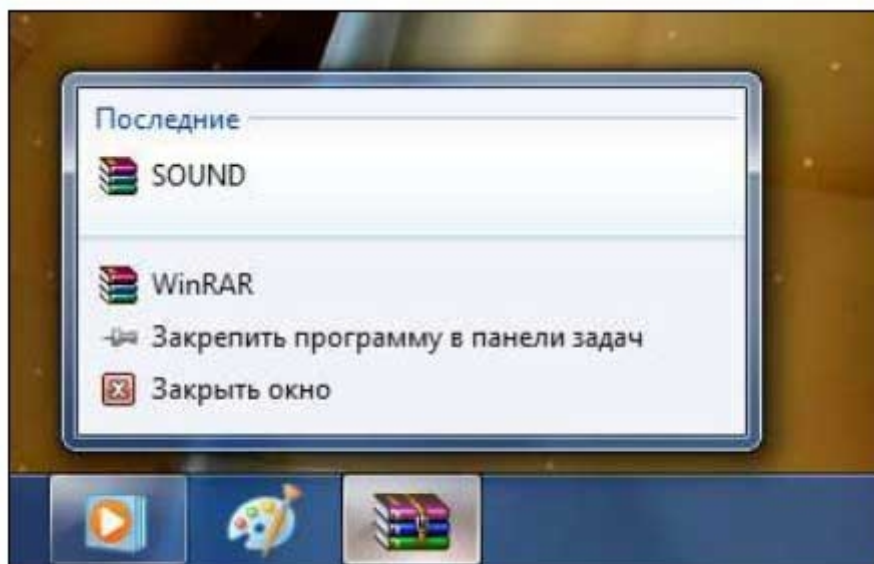 Последние
SOUND
WinRAR
Закрепить программу в панели задач
Закрыть окно